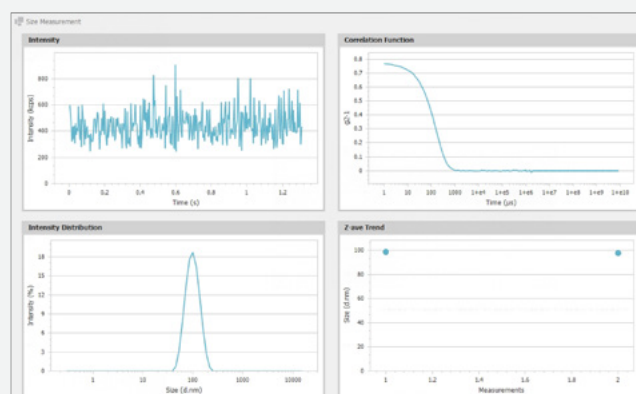 Size Measurement
Intensity
Intensity (kcps)
800
600
400
200
0
0
0.2
0.4
0.6
0.8
1
1.2
Time (s)
Correlation Function
g2-1
0.8
0.7
0.6
0.5
0.4
0.3
0.2
0.1
0
1
10
100
1000
1e+4
1e+5
1e+6
1e+7
1e+8
1e+9
1e+10
Time (µs)
Intensity Distribution
Intensity (%)
18
15
12
9
6
3
0
1
10
100
1000
10000
Size (d.nm)
Z-ave Trend
Size (d.nm)
100
80
60
40
20
0
1
1.2
1.4
1.6
1.8
2
Measurements